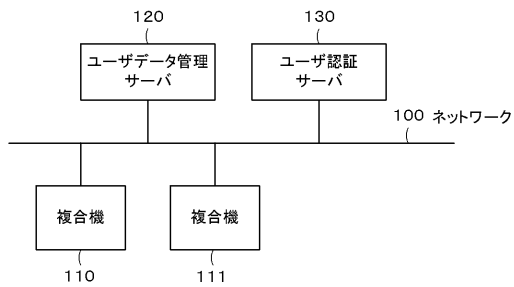 120
130
ユーザデータ管理
サーバ
ユーザ認証
サーバ
100 ネットワーク
複合機
複合機
110
111